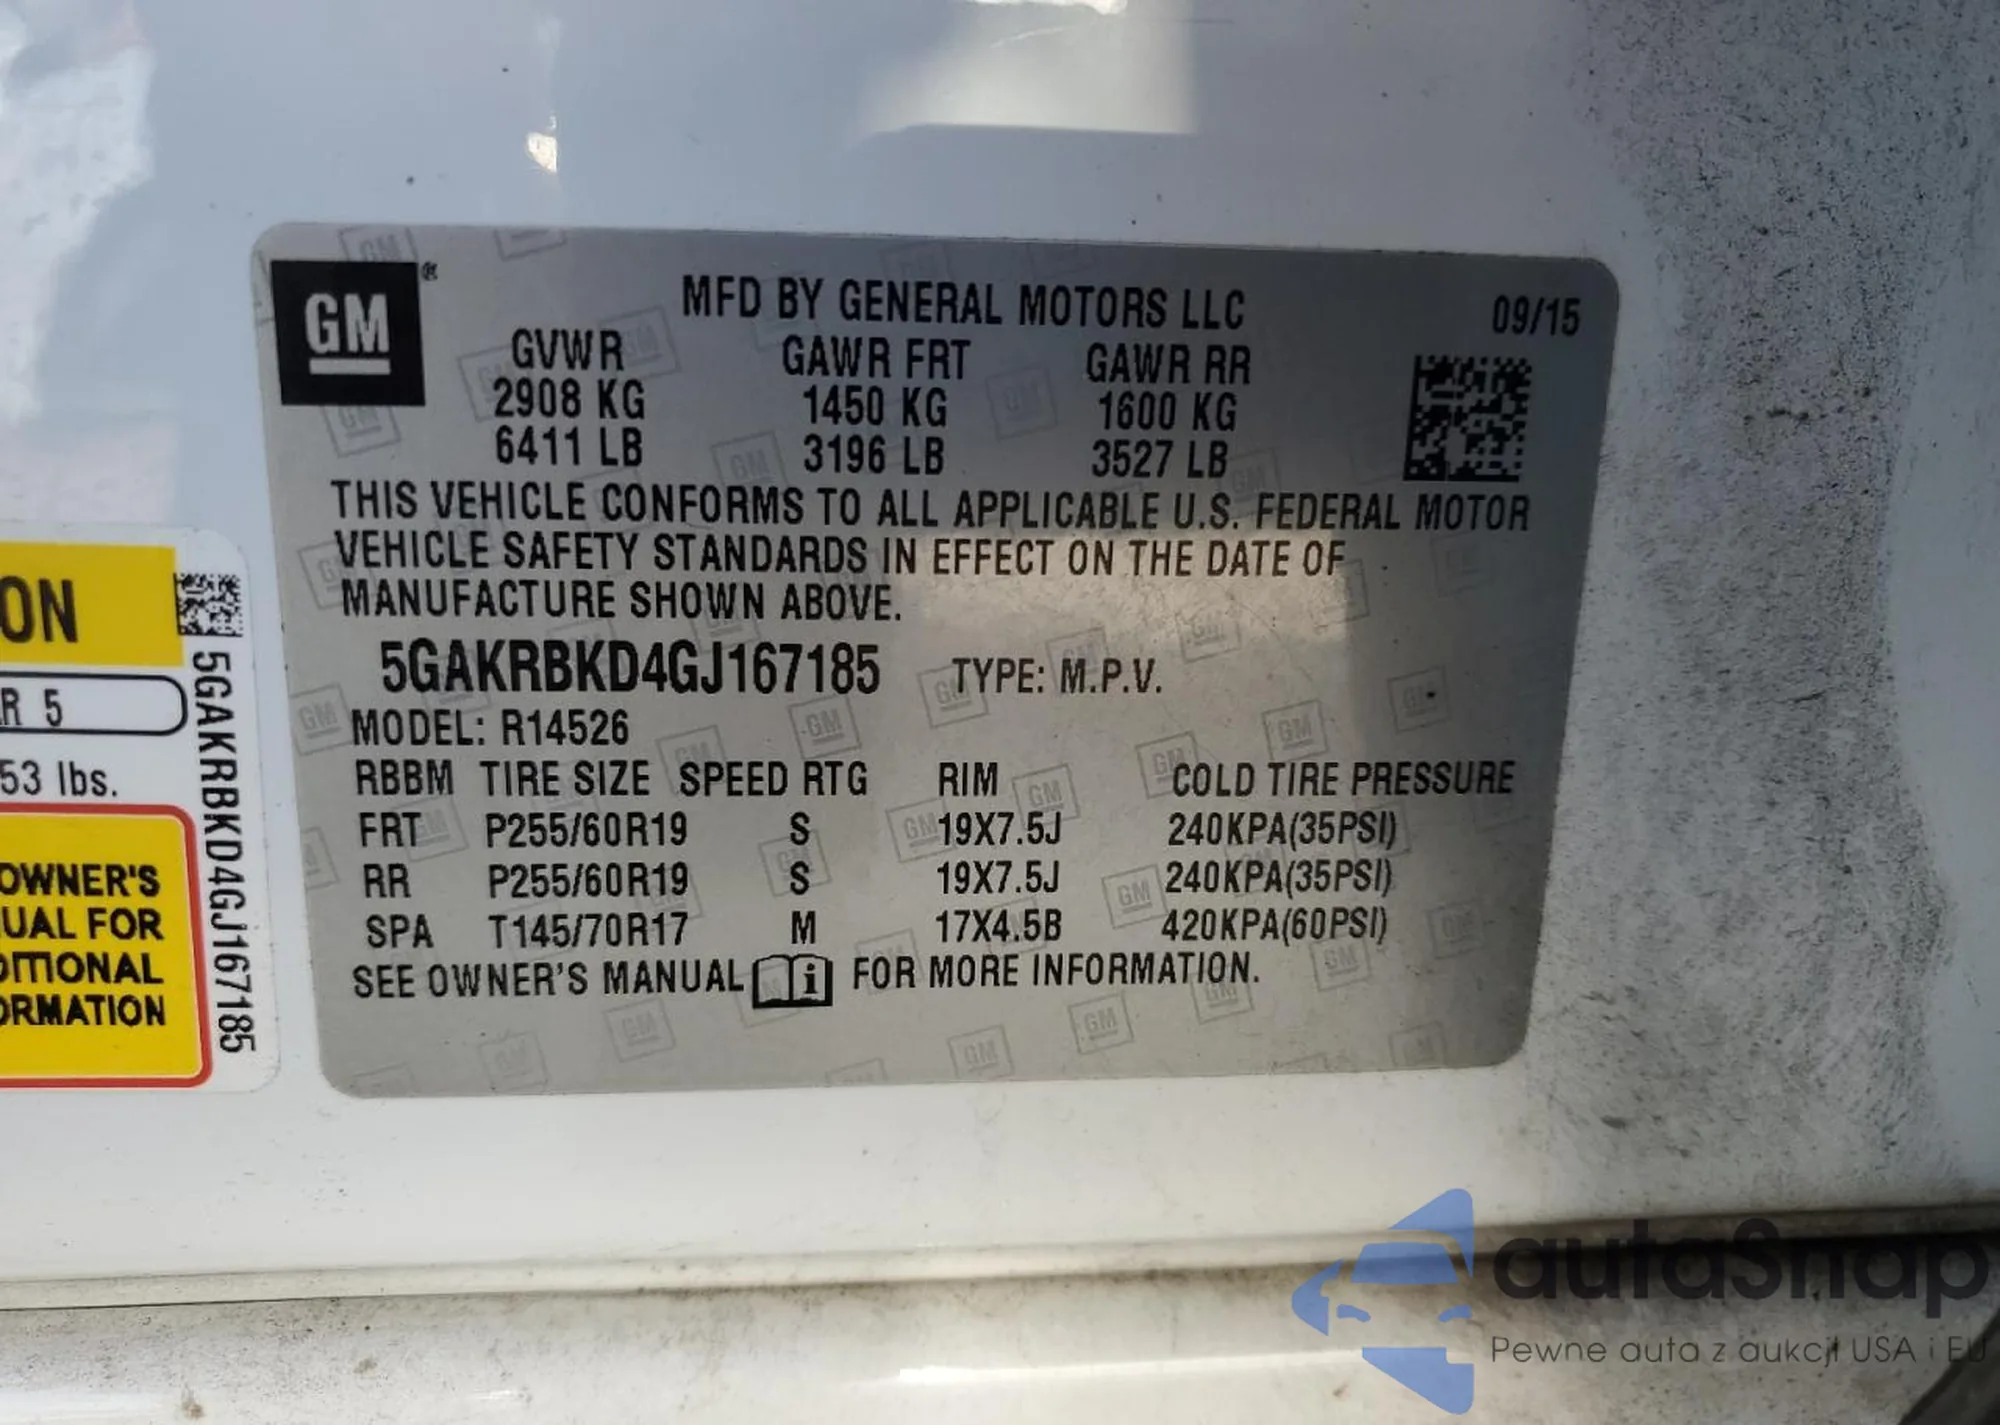 GM®
MFD BY GENERAL MOTORS LLC 09/15
GVWR GAWR FRT GAWR RR
2908 KG 1450 KG 1600 KG
6411 LB 3196 LB 3527 LB
THIS VEHICLE CONFORMS TO ALL APPLICABLE U.S. FEDERAL MOTOR
VEHICLE SAFETY STANDARDS IN EFFECT ON THE DATE OF
MANUFACTURE SHOWN ABOVE.
5GAKRBKD4GJ167185 TYPE: M.P.V.
MODEL: R14526
RBBM TIRE SIZE SPEED RTG RIM COLD TIRE PRESSURE
FRT P255/60R19 S 19X7.5J 240KPA(35PSI)
RR P255/60R19 S 19X7.5J 240KPA(35PSI)
SPA T145/70R17 M 17X4.5B 420KPA(60PSI)
SEE OWNER'S MANUAL i FOR MORE INFORMATION.
ON
R 5
53 lbs.
OWNER'S
UAL FOR
DITIONAL
ORMATION
5GAKRBKD4GJ167185
autaSnap
Pewne auta z aukcji USA i EU